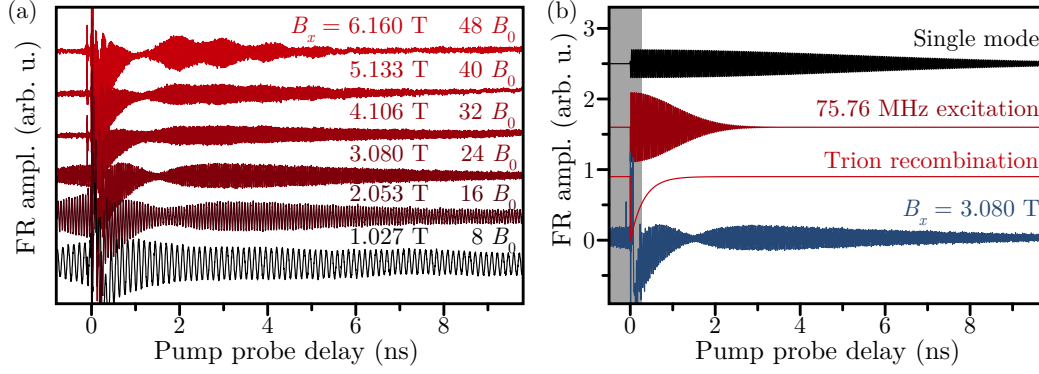 (a)
FR ampl. (arb. u.)
B_x = 6.160 T 48 B_0
5.133 T 40 B_0
4.106 T 32 B_0
3.080 T 24 B_0
2.053 T 16 B_0
1.027 T 8 B_0
0 2 4 6 8
Pump probe delay (ns)
(b)
FR ampl. (arb. u.)
3
2
1
0
Single mode
75.76 MHz excitation
Trion recombination
B_x = 3.080 T
0 2 4 6 8
Pump probe delay (ns)